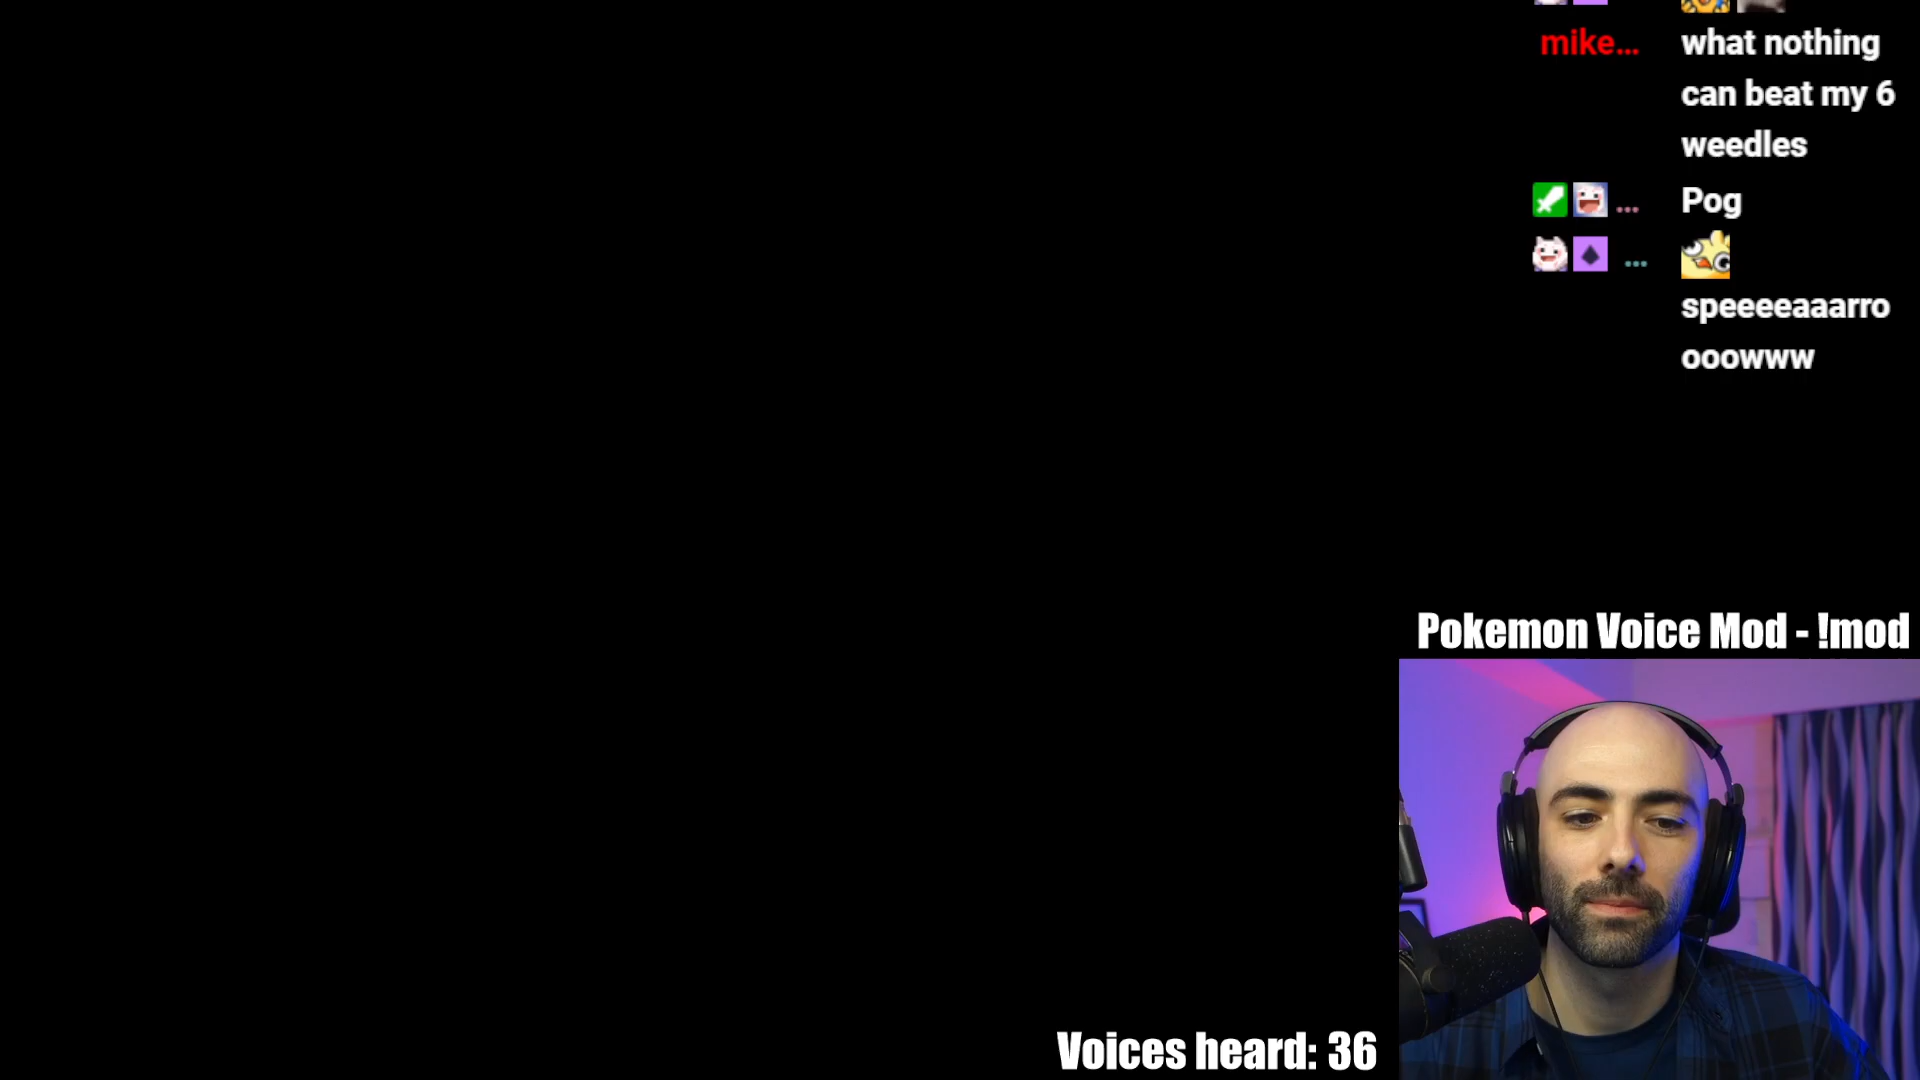 mike...
what nothing
can beat my 6
weedles
... Pog
...
speeeeaaarro
ooowww
Pokemon Voice Mod - !mod
Voices heard: 36